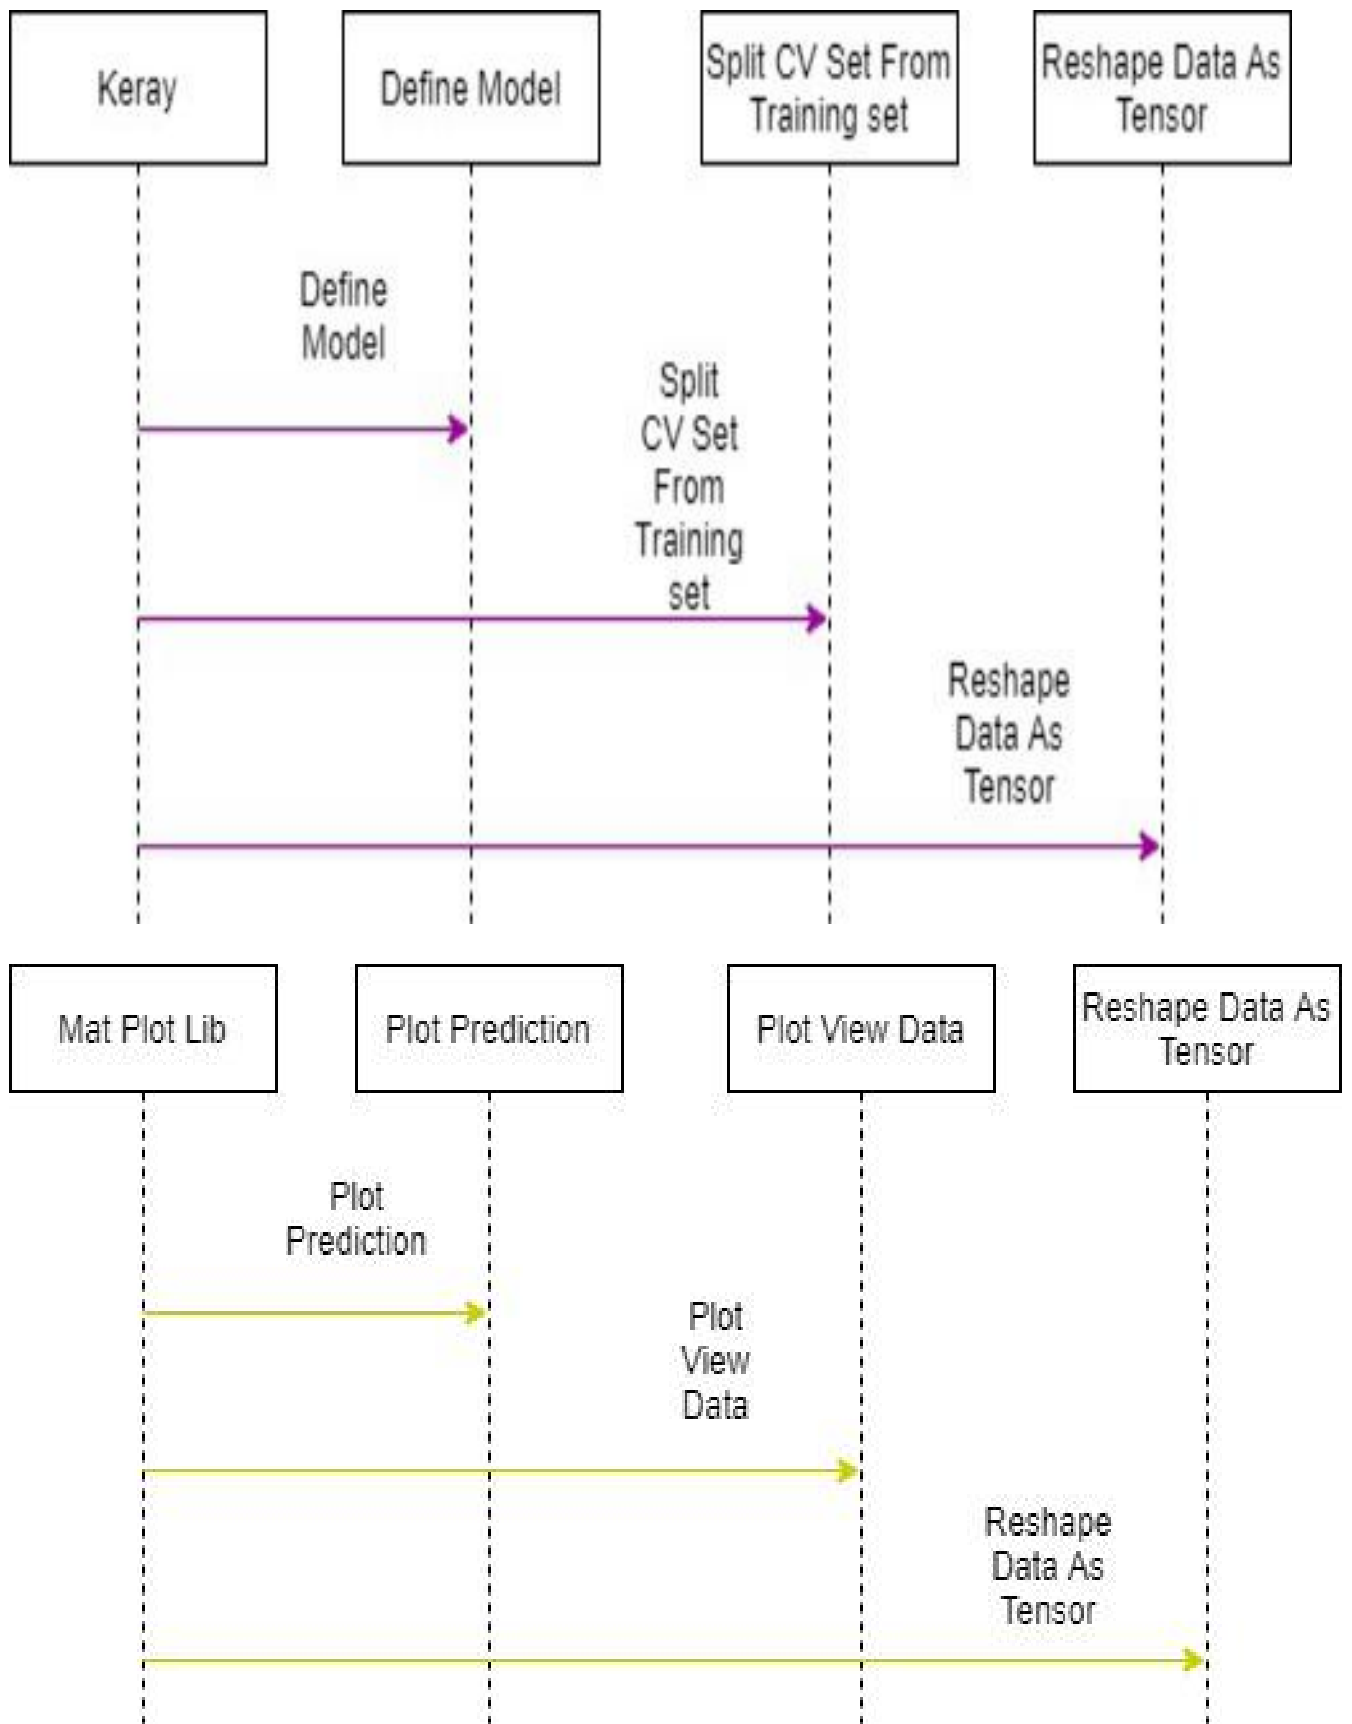 Keray
Define Model
Split CV Set From
Training set
Reshape Data As
Tensor
Define
Model
Split
CV Set
From
Training
set
Reshape
Data As
Tensor
Mat Plot Lib
Plot Prediction
Plot View Data
Reshape Data As
Tensor
Plot
Prediction
Plot
View
Data
Reshape
Data As
Tensor